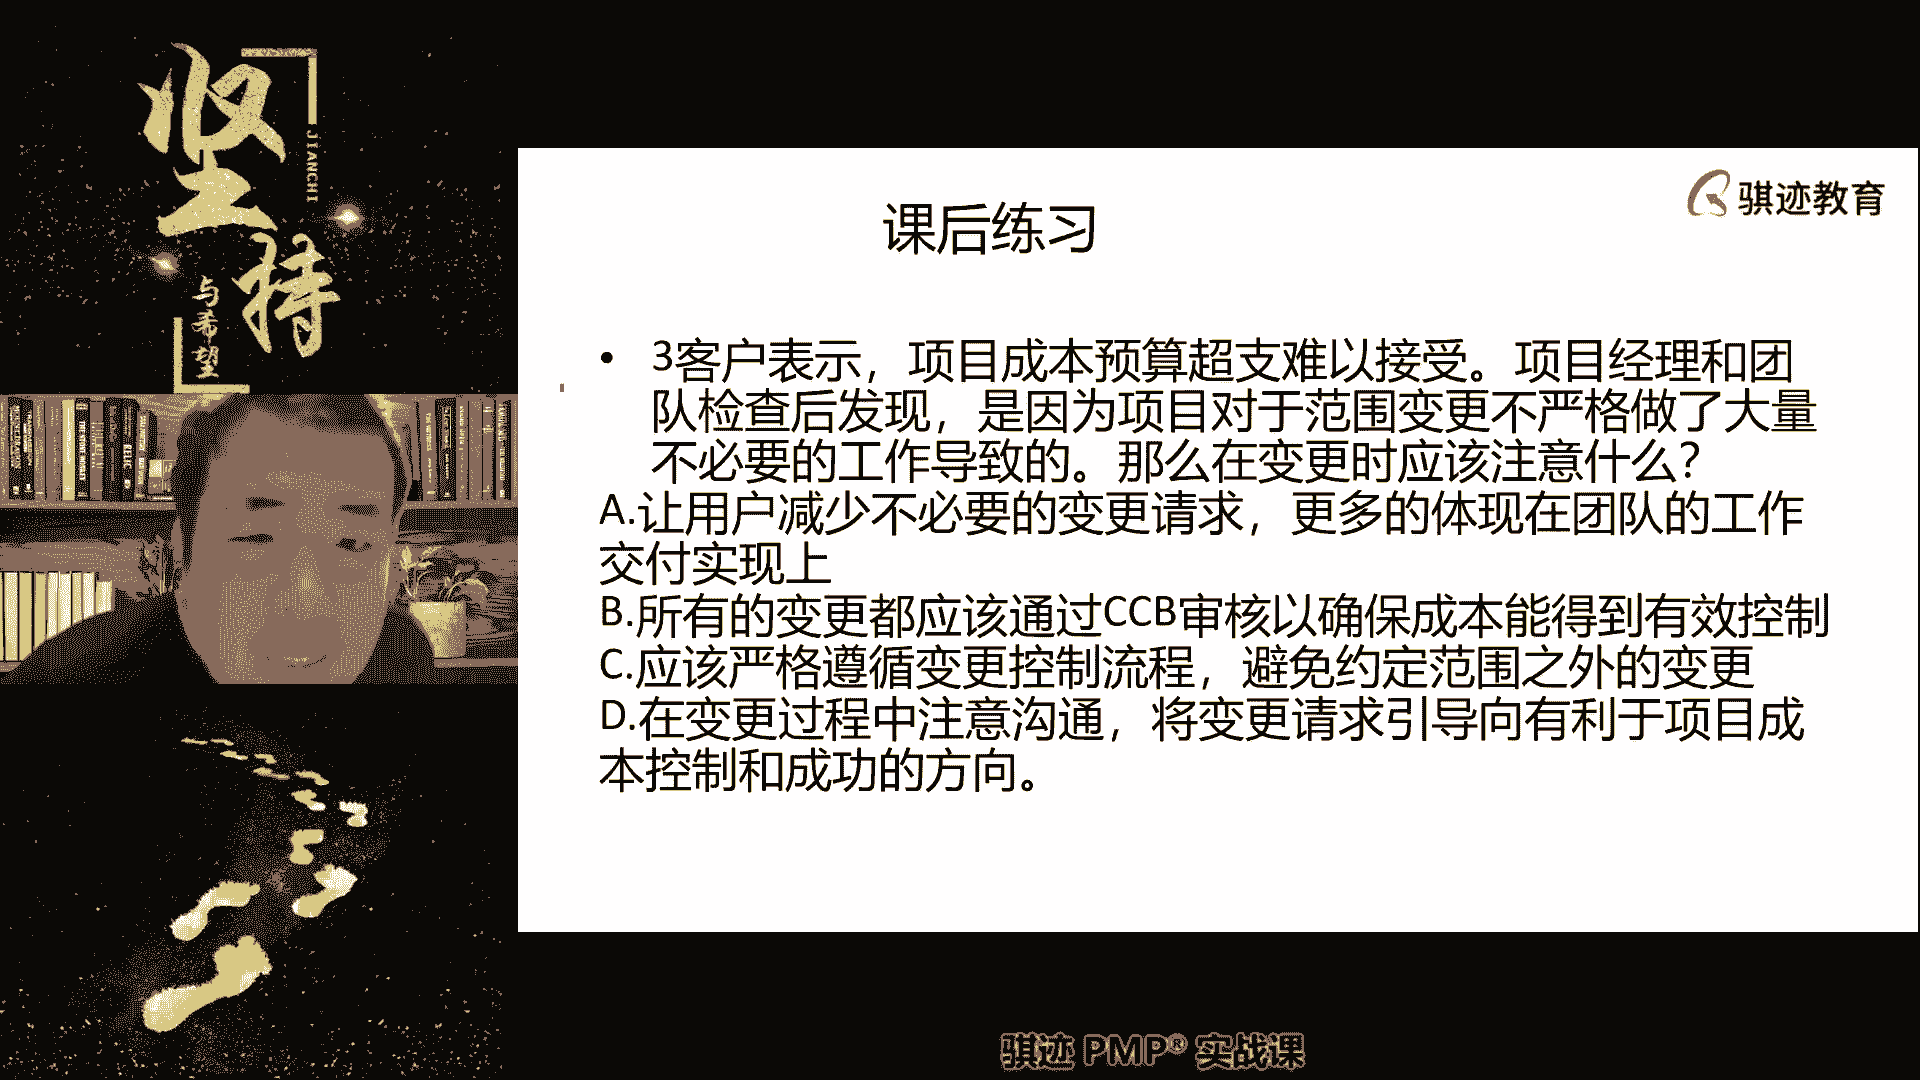 坚持
JIANCHI
与希望
骐迹教育
课后练习
• 3客户表示，项目成本预算超支难以接受。项目经理和团
队检查后发现，是因为项目对于范围变更不严格做了大量
不必要的工作导致的。那么在变更时应该注意什么？
A.让用户减少不必要的变更请求，更多的体现在团队的工作
交付实现上
B.所有的变更都应该通过CCB审核以确保成本能得到有效控制
C.应该严格遵循变更控制流程，避免约定范围之外的变更
D.在变更过程中注意沟通，将变更请求引导向有利于项目成
本控制和成功的方向。
骐迹 PMP® 实战课